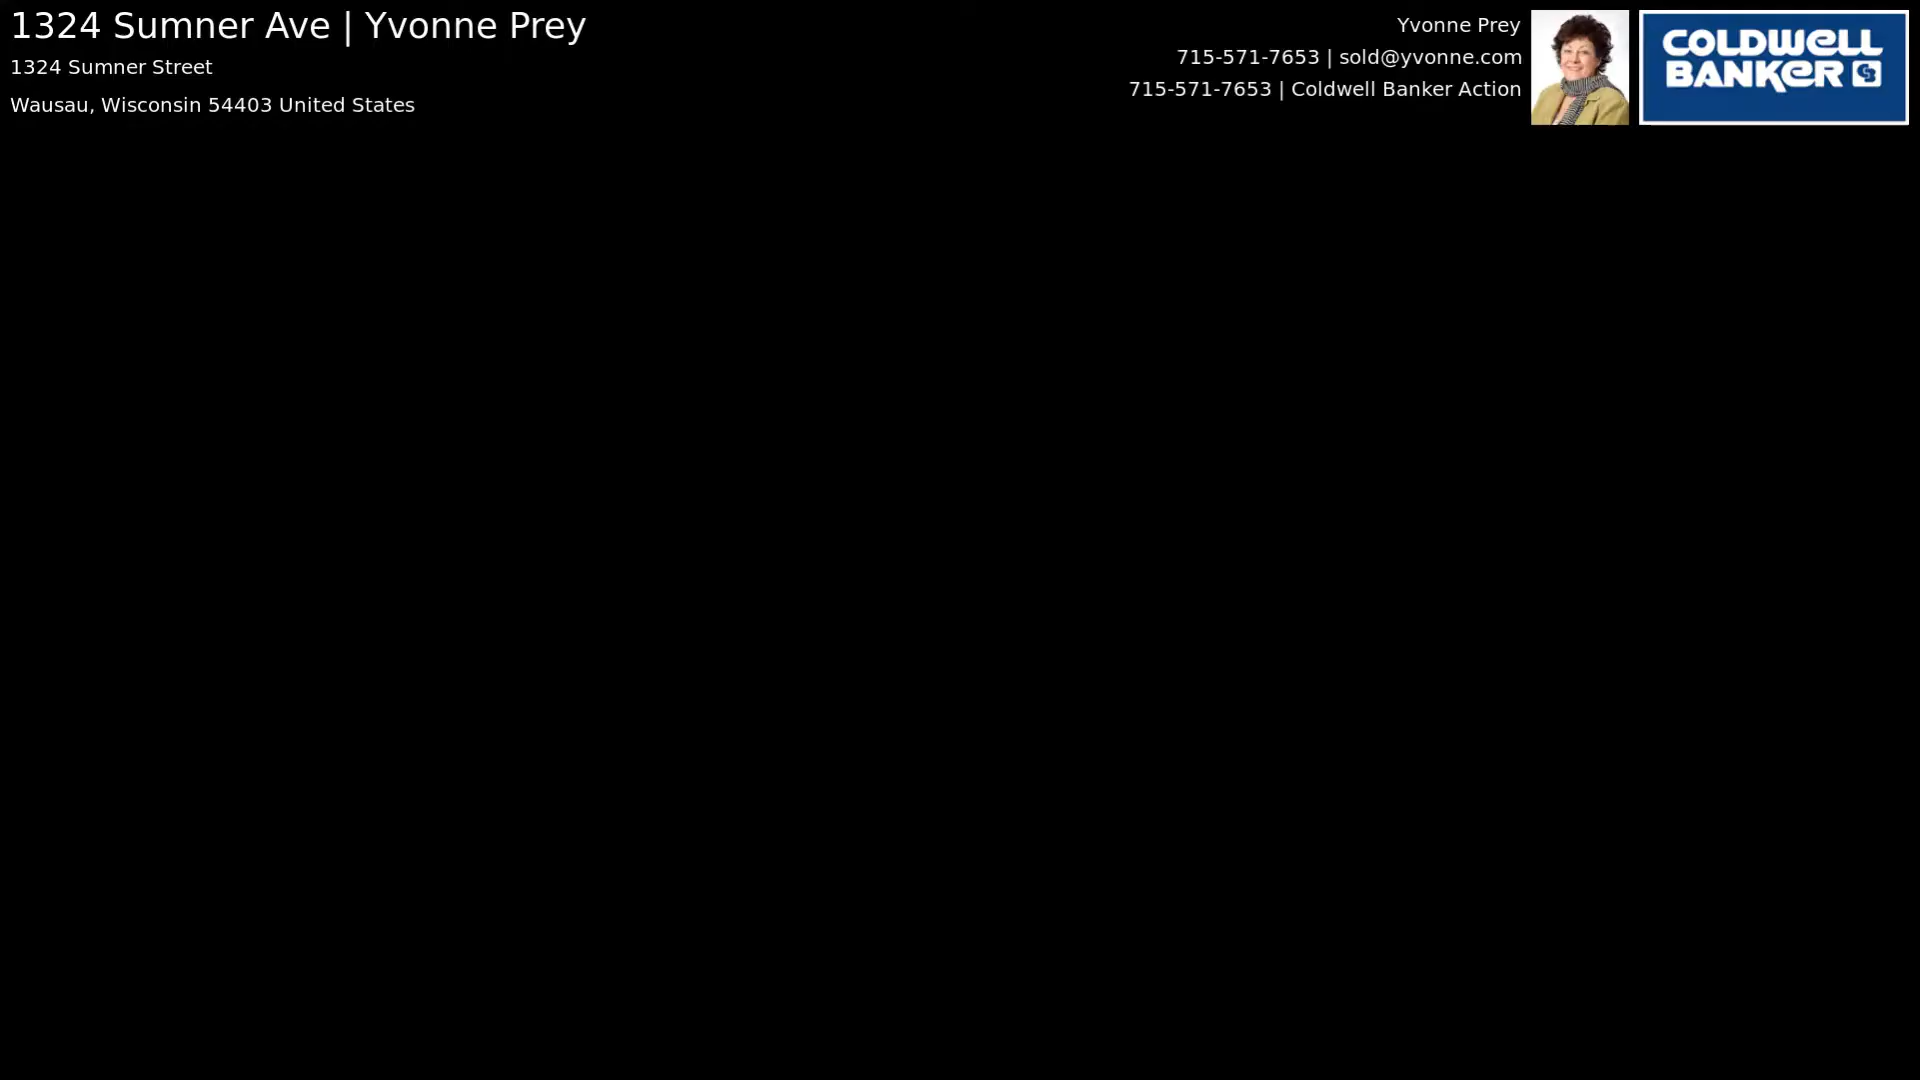 1324 Sumner Ave | Yvonne Prey
1324 Sumner Street
Wausau, Wisconsin 54403 United States
Yvonne Prey
715-571-7653 | sold@yvonne.com
715-571-7653 | Coldwell Banker Action
COLDWELL
BANKER